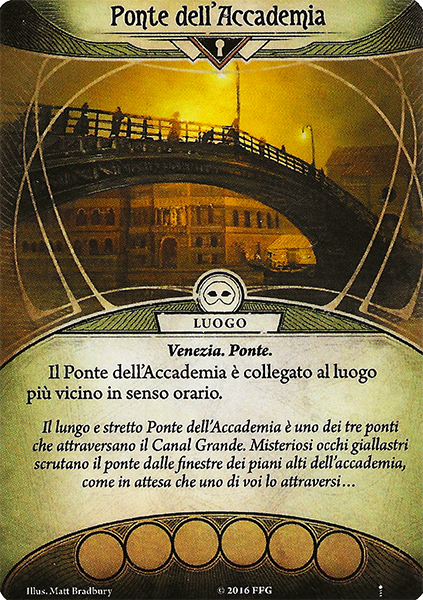 Ponte dell'Accademia
LUOGO
Venezia. Ponte.
Il Ponte dell'Accademia è collegato al luogo
più vicino in senso orario.
Il lungo e stretto Ponte dell'Accademia è uno dei tre ponti
che attraversano il Canal Grande. Misteriosi occhi giallastri
scrutano il ponte dalle finestre dei piani alti dell'accademia,
come in attesa che uno di voi lo attraversi…
Illus. Matt Bradbury
© 2016 FFG